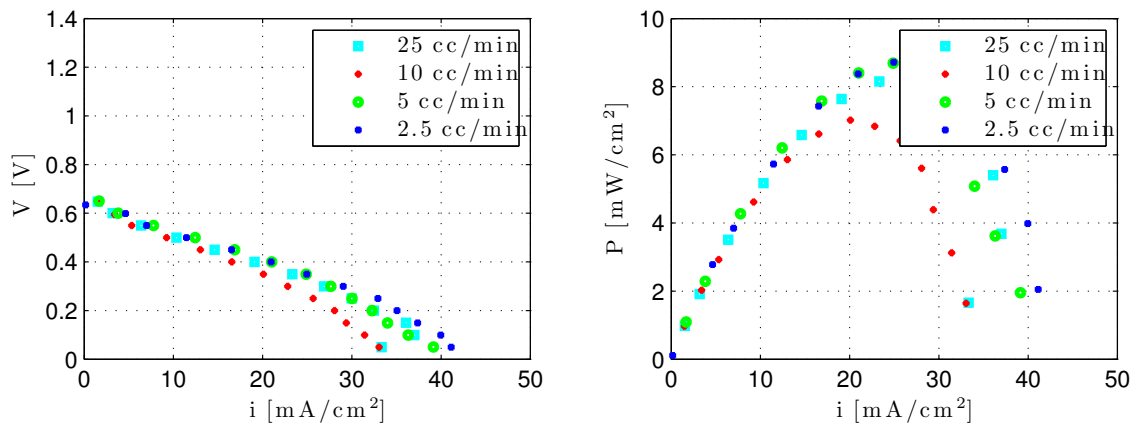 1.4
1.2
1
0.8
0.6
0.4
0.2
0
V [V]
0 10 20 30 40 50
i [mA/cm²]
25 cc/min
10 cc/min
5 cc/min
2.5 cc/min
10
8
6
4
2
0
P [mW/cm²]
0 10 20 30 40 50
i [mA/cm²]
25 cc/min
10 cc/min
5 cc/min
2.5 cc/min